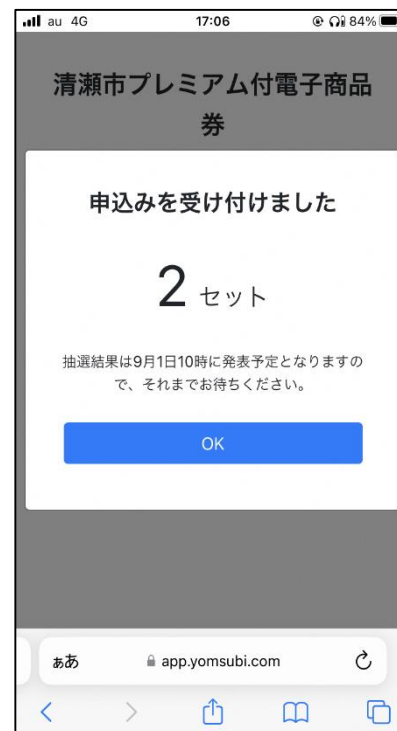 au 4G 17:06 84%
清瀬市プレミアム付電子商品
券
申込みを受け付けました
2 セット
抽選結果は9月1日10時に発表予定となりますの
で、それまでお待ちください。
OK
ぁあ app.yomsubi.com